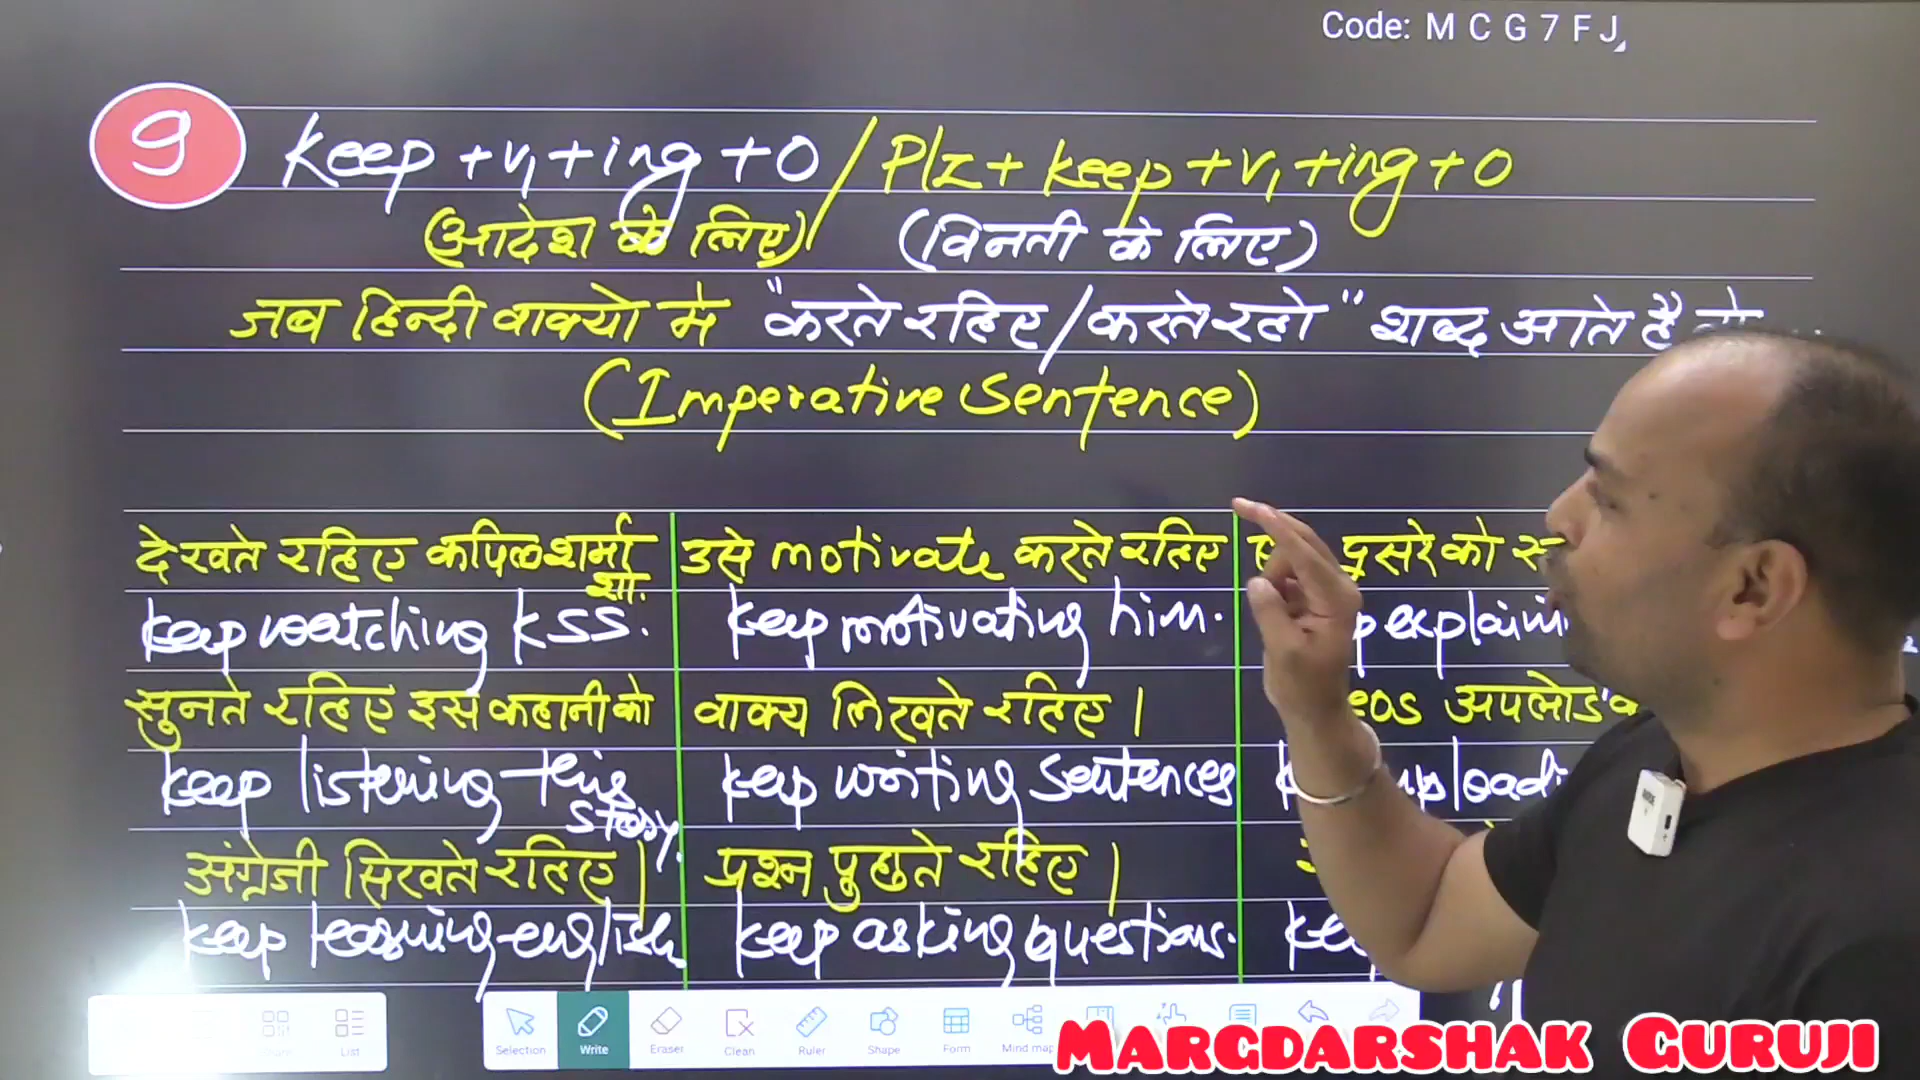 Code: M C G 7 F J
9
Keep + V1 + ing + O / Plz + Keep + V1 + ing + O
(आदेश के लिए) (विनती के लिए)
जब हिन्दी वाक्यो मे "करते रहिए / करते रहो" शब्द आते है तो
(Imperative Sentence)
देखते रहिए कपिल शर्मा शो. उसे motivate करते रहिए दुसरे को
keep watching KSS. keep motivating him.
सुनते रहिए इस कहानी को वाक्य लिखते रहिए। अपलोड
keep listening this story. keep writing sentences
अंग्रेजी सिखते रहिए। प्रश्न पुछते रहिए।
keep learning english keep asking questions.
List Selection Write Eraser Clean Ruler Shape Form Mind map
MARGDARSHAK GURUJI